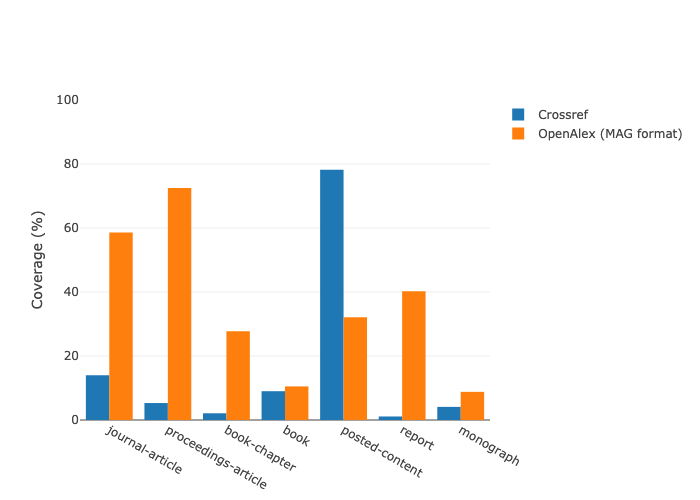 100
80
60
40
20
0
Coverage (%)
journal-article
proceedings-article
book-chapter
book
posted-content
report
monograph
Crossref
OpenAlex (MAG format)